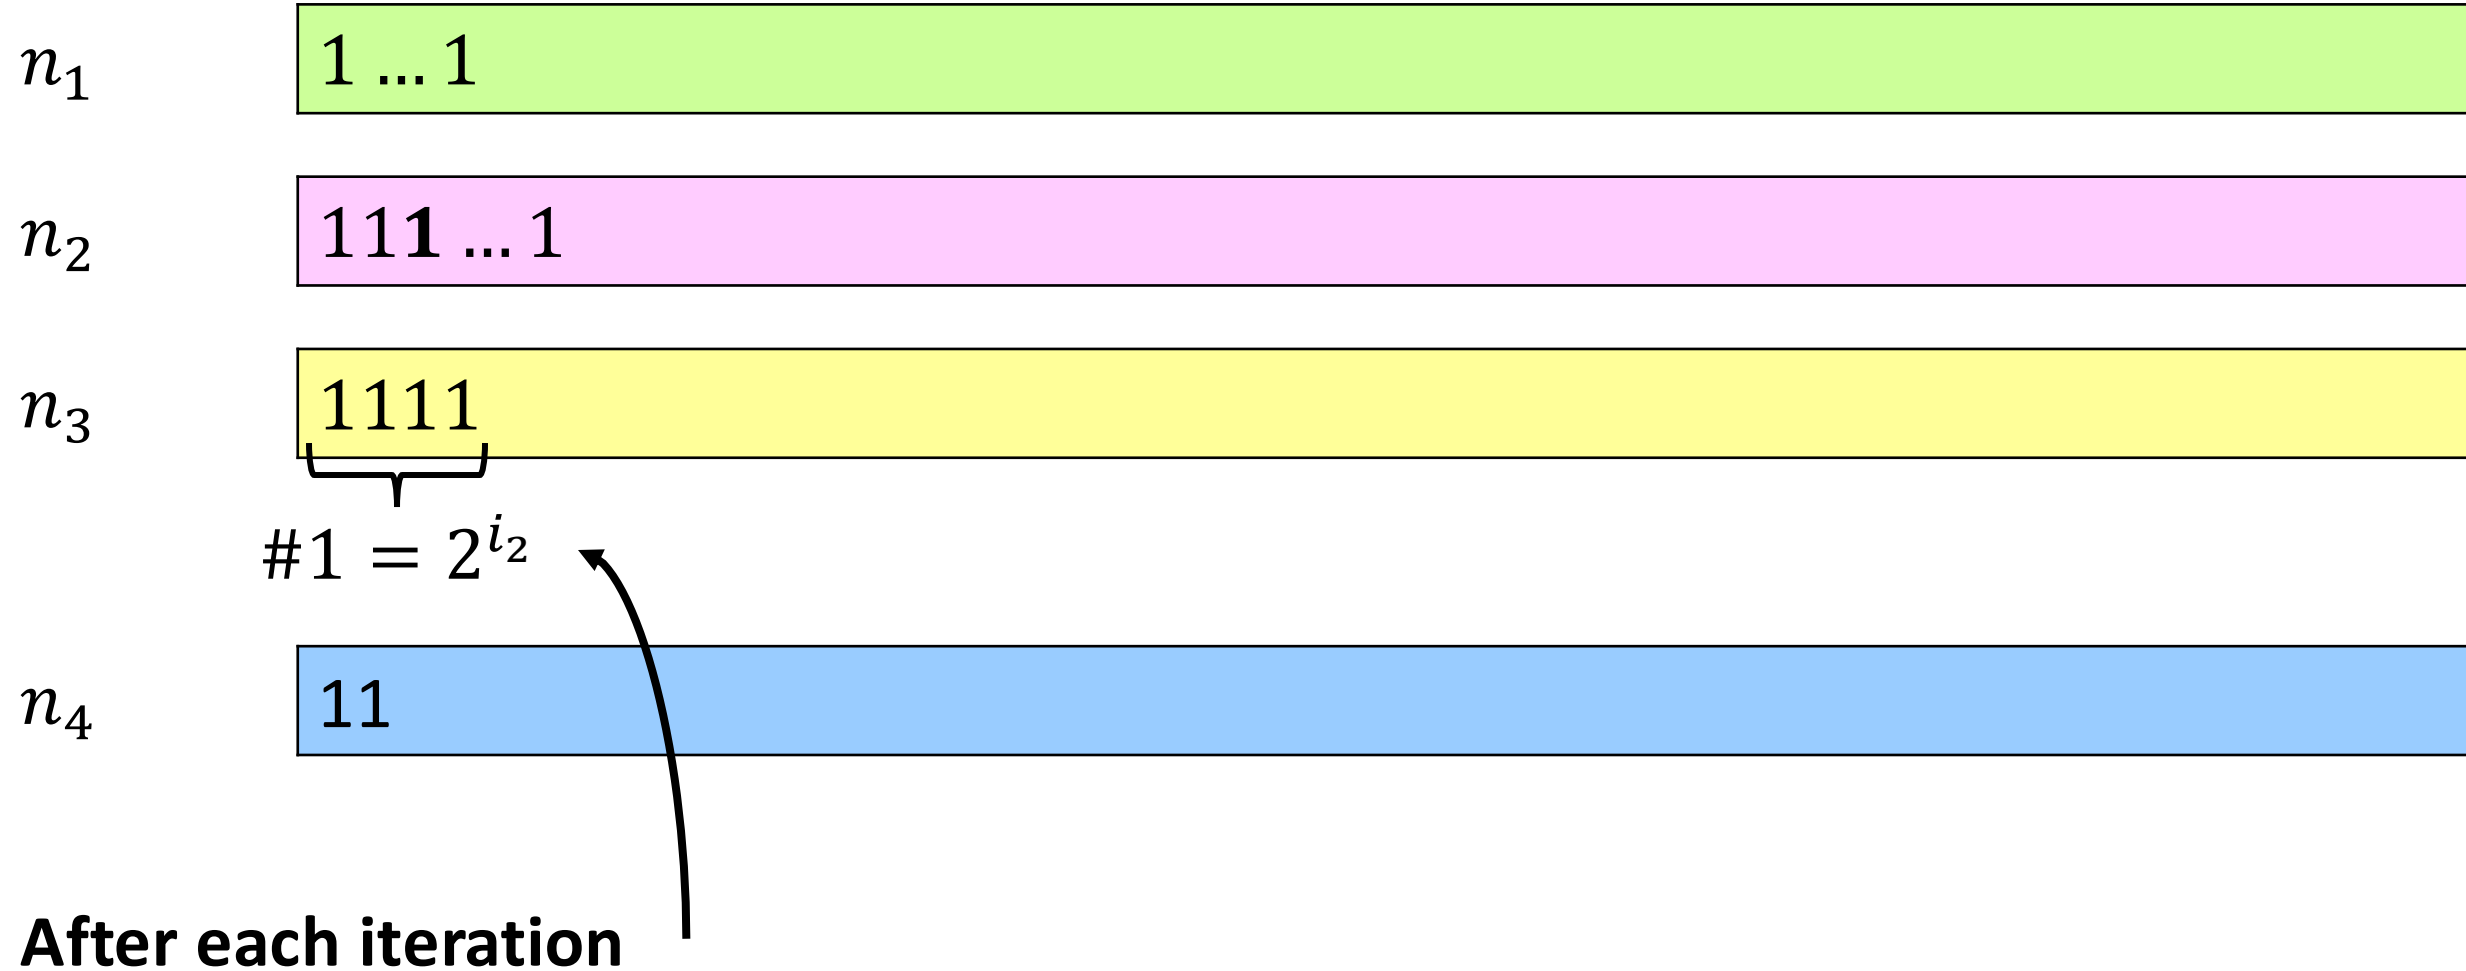 n₁ 1 … 1
n₂ 111 … 1
n₃ 1111
#1 = 2^{i₂}
n₄ 11
After each iteration